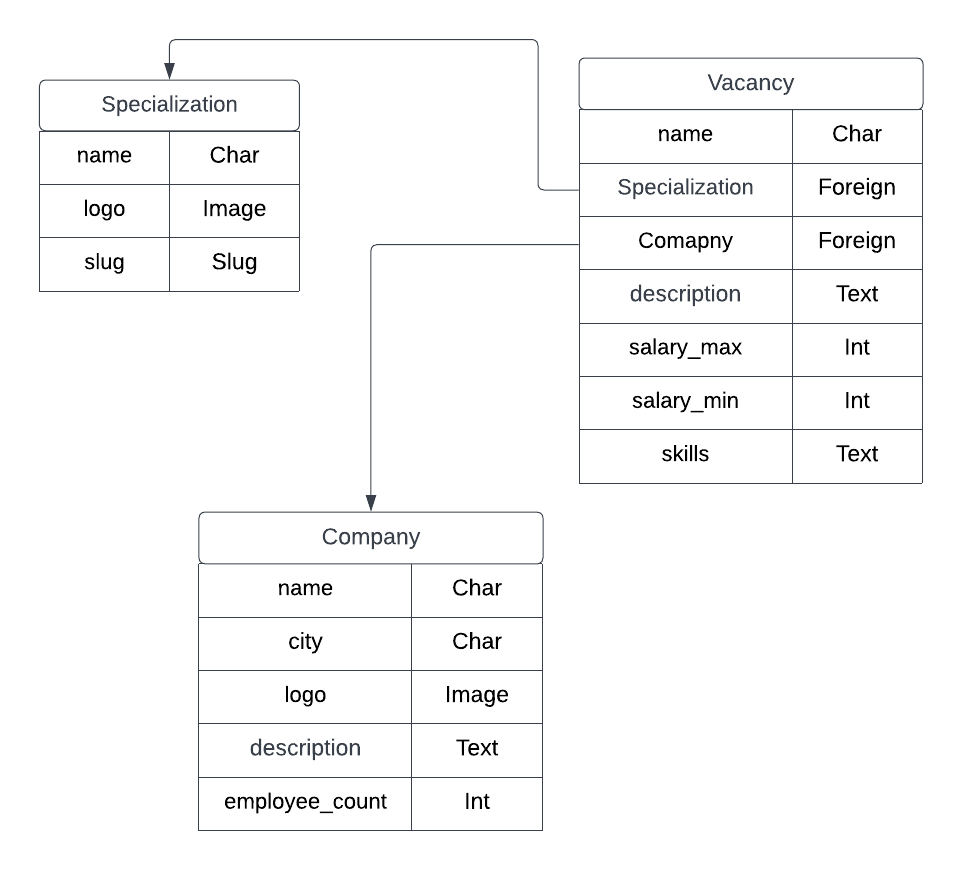 Specialization
name Char
logo Image
slug Slug
Vacancy
name Char
Specialization Foreign
Comapny Foreign
description Text
salary_max Int
salary_min Int
skills Text
Company
name Char
city Char
logo Image
description Text
employee_count Int